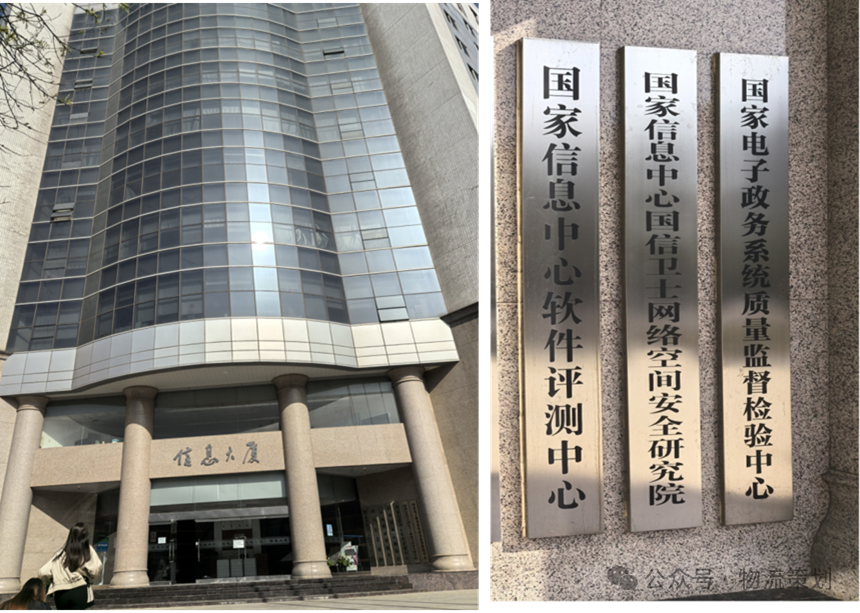 信息大厦
国家信息中心软件评测中心
国家信息中心国信卫士网络空间安全研究院
国家电子政务系统质量监督检验中心
公众号·物流策划